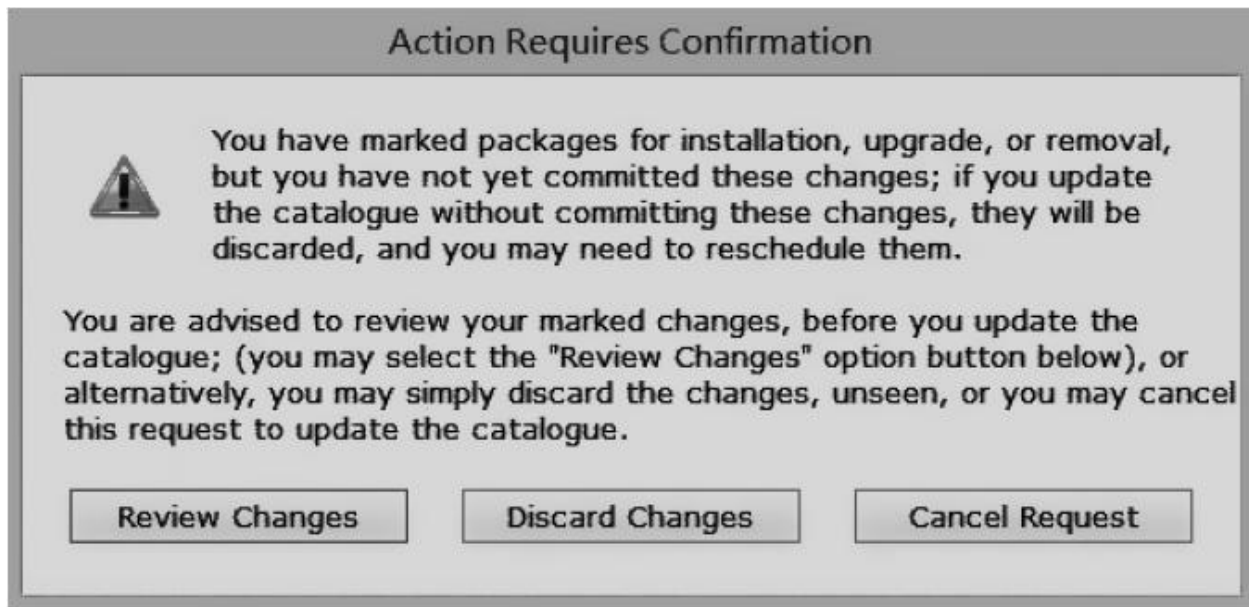 Action Requires Confirmation
You have marked packages for installation, upgrade, or removal,
but you have not yet committed these changes; if you update
the catalogue without committing these changes, they will be
discarded, and you may need to reschedule them.
You are advised to review your marked changes, before you update the
catalogue; (you may select the "Review Changes" option button below), or
alternatively, you may simply discard the changes, unseen, or you may cancel
this request to update the catalogue.
Review Changes Discard Changes Cancel Request